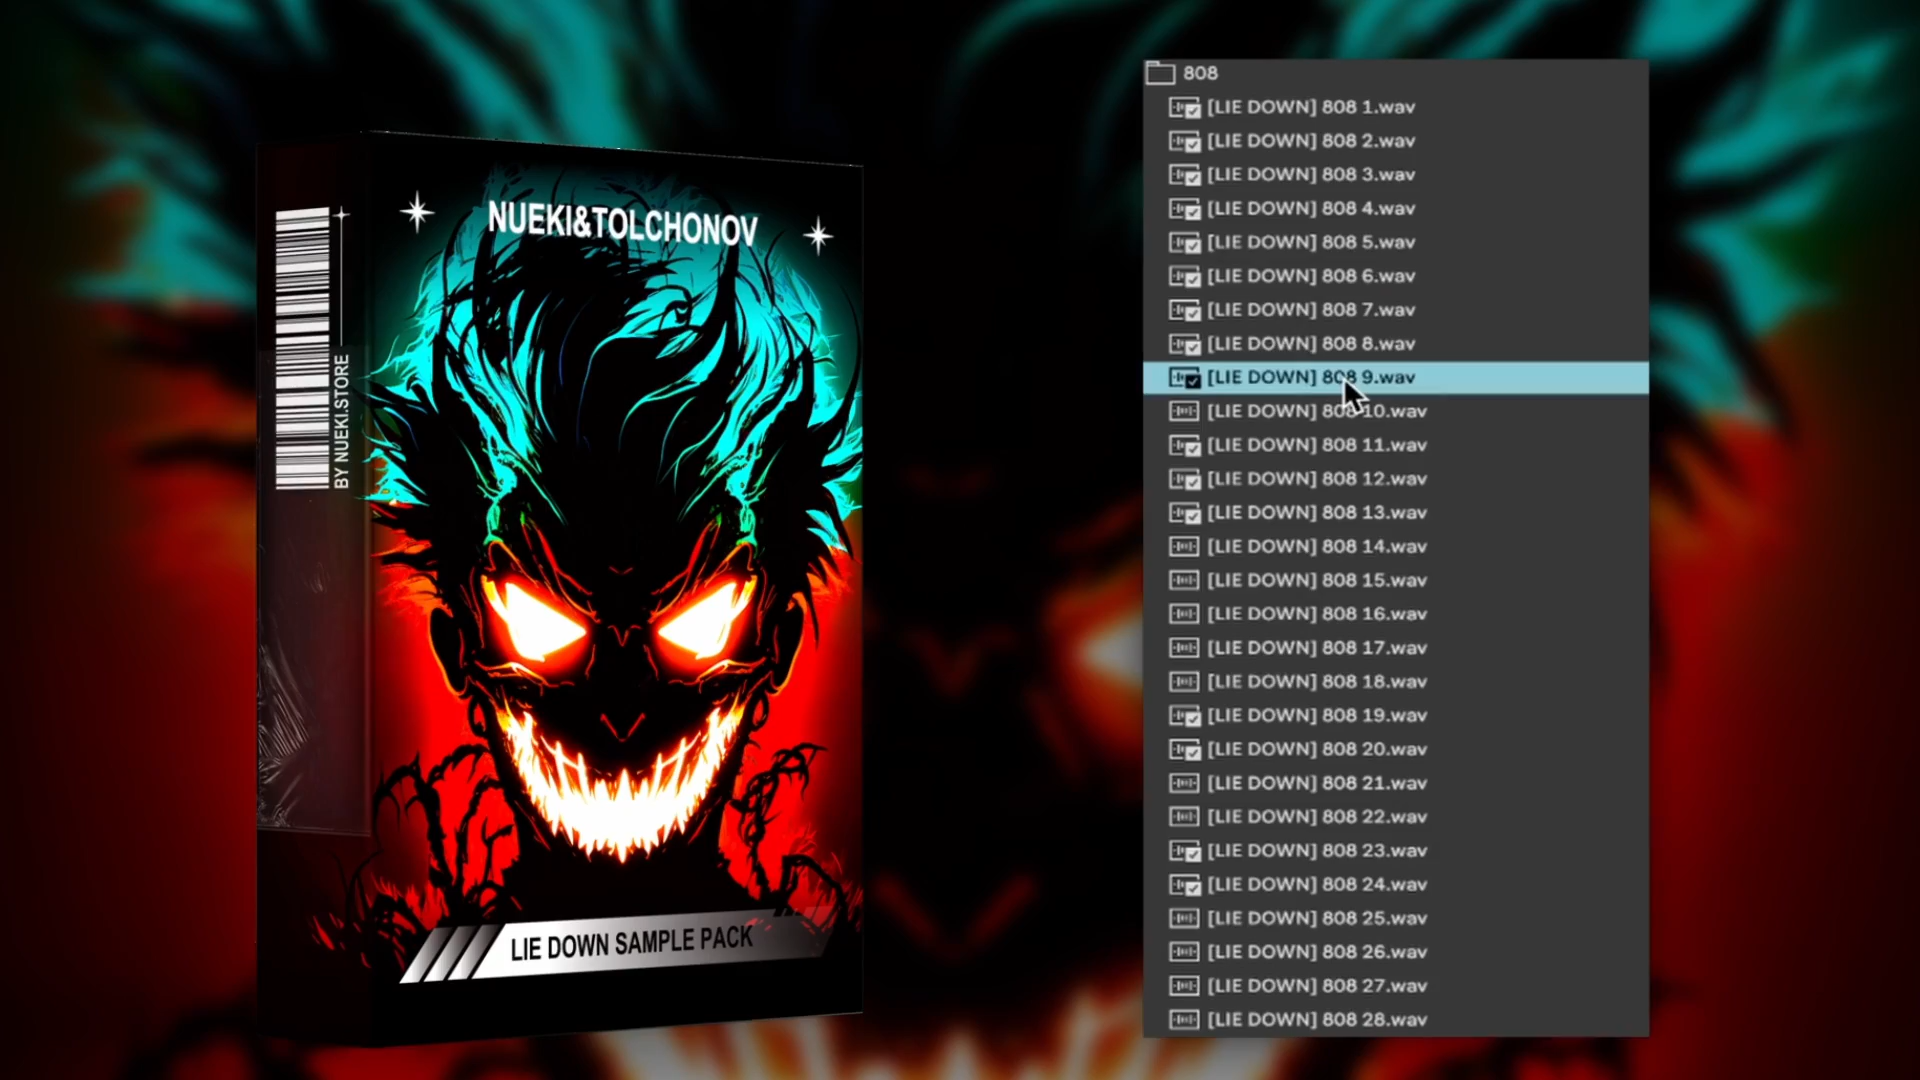 NUEKI&TOLCHONOV
BY NUEKI.STORE
LIE DOWN SAMPLE PACK
808
[LIE DOWN] 808 1.wav
[LIE DOWN] 808 2.wav
[LIE DOWN] 808 3.wav
[LIE DOWN] 808 4.wav
[LIE DOWN] 808 5.wav
[LIE DOWN] 808 6.wav
[LIE DOWN] 808 7.wav
[LIE DOWN] 808 8.wav
[LIE DOWN] 808 9.wav
[LIE DOWN] 808 10.wav
[LIE DOWN] 808 11.wav
[LIE DOWN] 808 12.wav
[LIE DOWN] 808 13.wav
[LIE DOWN] 808 14.wav
[LIE DOWN] 808 15.wav
[LIE DOWN] 808 16.wav
[LIE DOWN] 808 17.wav
[LIE DOWN] 808 18.wav
[LIE DOWN] 808 19.wav
[LIE DOWN] 808 20.wav
[LIE DOWN] 808 21.wav
[LIE DOWN] 808 22.wav
[LIE DOWN] 808 23.wav
[LIE DOWN] 808 24.wav
[LIE DOWN] 808 25.wav
[LIE DOWN] 808 26.wav
[LIE DOWN] 808 27.wav
[LIE DOWN] 808 28.wav